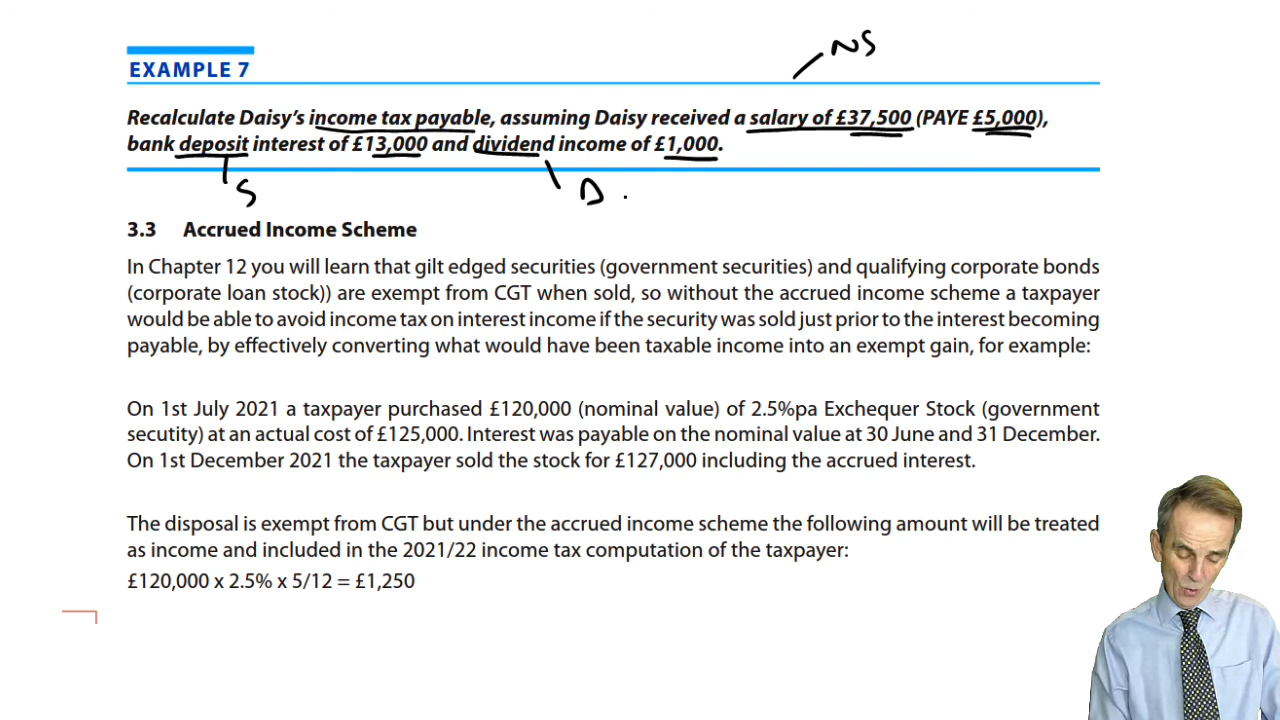 NS
EXAMPLE 7
Recalculate Daisy's income tax payable, assuming Daisy received a salary of £37,500 (PAYE £5,000),
bank deposit interest of £13,000 and dividend income of £1,000.
S
D
3.3 Accrued Income Scheme
In Chapter 12 you will learn that gilt edged securities (government securities) and qualifying corporate bonds
(corporate loan stock)) are exempt from CGT when sold, so without the accrued income scheme a taxpayer
would be able to avoid income tax on interest income if the security was sold just prior to the interest becoming
payable, by effectively converting what would have been taxable income into an exempt gain, for example:
On 1st July 2021 a taxpayer purchased £120,000 (nominal value) of 2.5%pa Exchequer Stock (government
secutity) at an actual cost of £125,000. Interest was payable on the nominal value at 30 June and 31 December.
On 1st December 2021 the taxpayer sold the stock for £127,000 including the accrued interest.
The disposal is exempt from CGT but under the accrued income scheme the following amount will be treated
as income and included in the 2021/22 income tax computation of the taxpayer:
£120,000 x 2.5% x 5/12 = £1,250